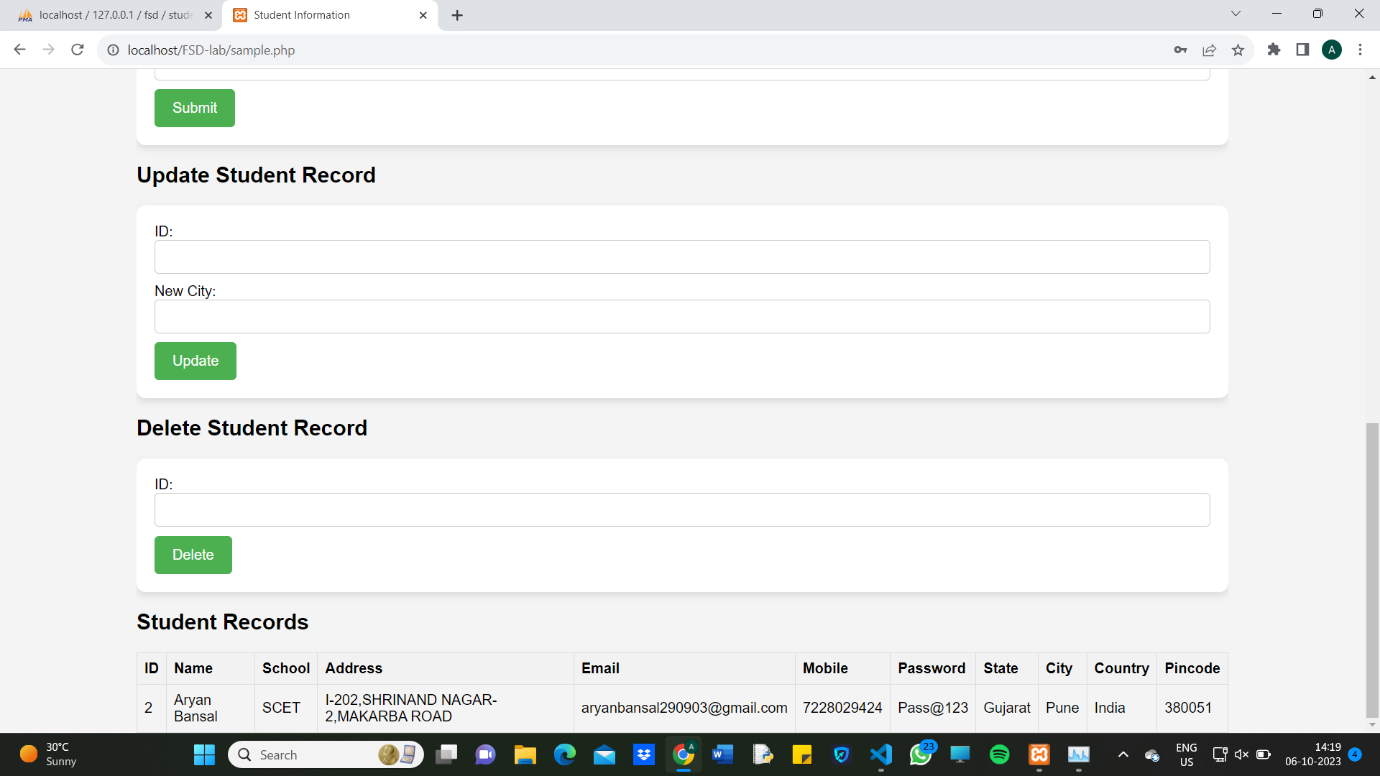 localhost / 127.0.0.1 / fsd / stude
Student Information
localhost/FSD-lab/sample.php
A
Submit
Update Student Record
ID:
New City:
Update
Delete Student Record
ID:
Delete
Student Records
ID Name School Address Email Mobile Password State City Country Pincode
2 Aryan Bansal SCET I-202,SHRINAND NAGAR-2,MAKARBA ROAD aryanbansal290903@gmail.com 7228029424 Pass@123 Gujarat Pune India 380051
30°C
Sunny
Search
23
ENG
US
14:19
06-10-2023
4